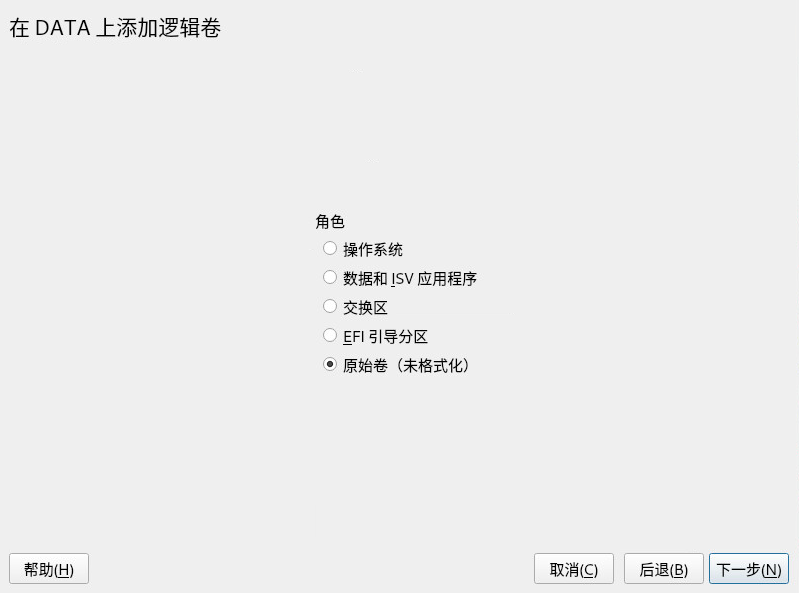 在 DATA 上添加逻辑卷
角色
操作系统
数据和 ISV 应用程序
交换区
EFI 引导分区
原始卷（未格式化）
帮助(H)
取消(C)
后退(B)
下一步(N)